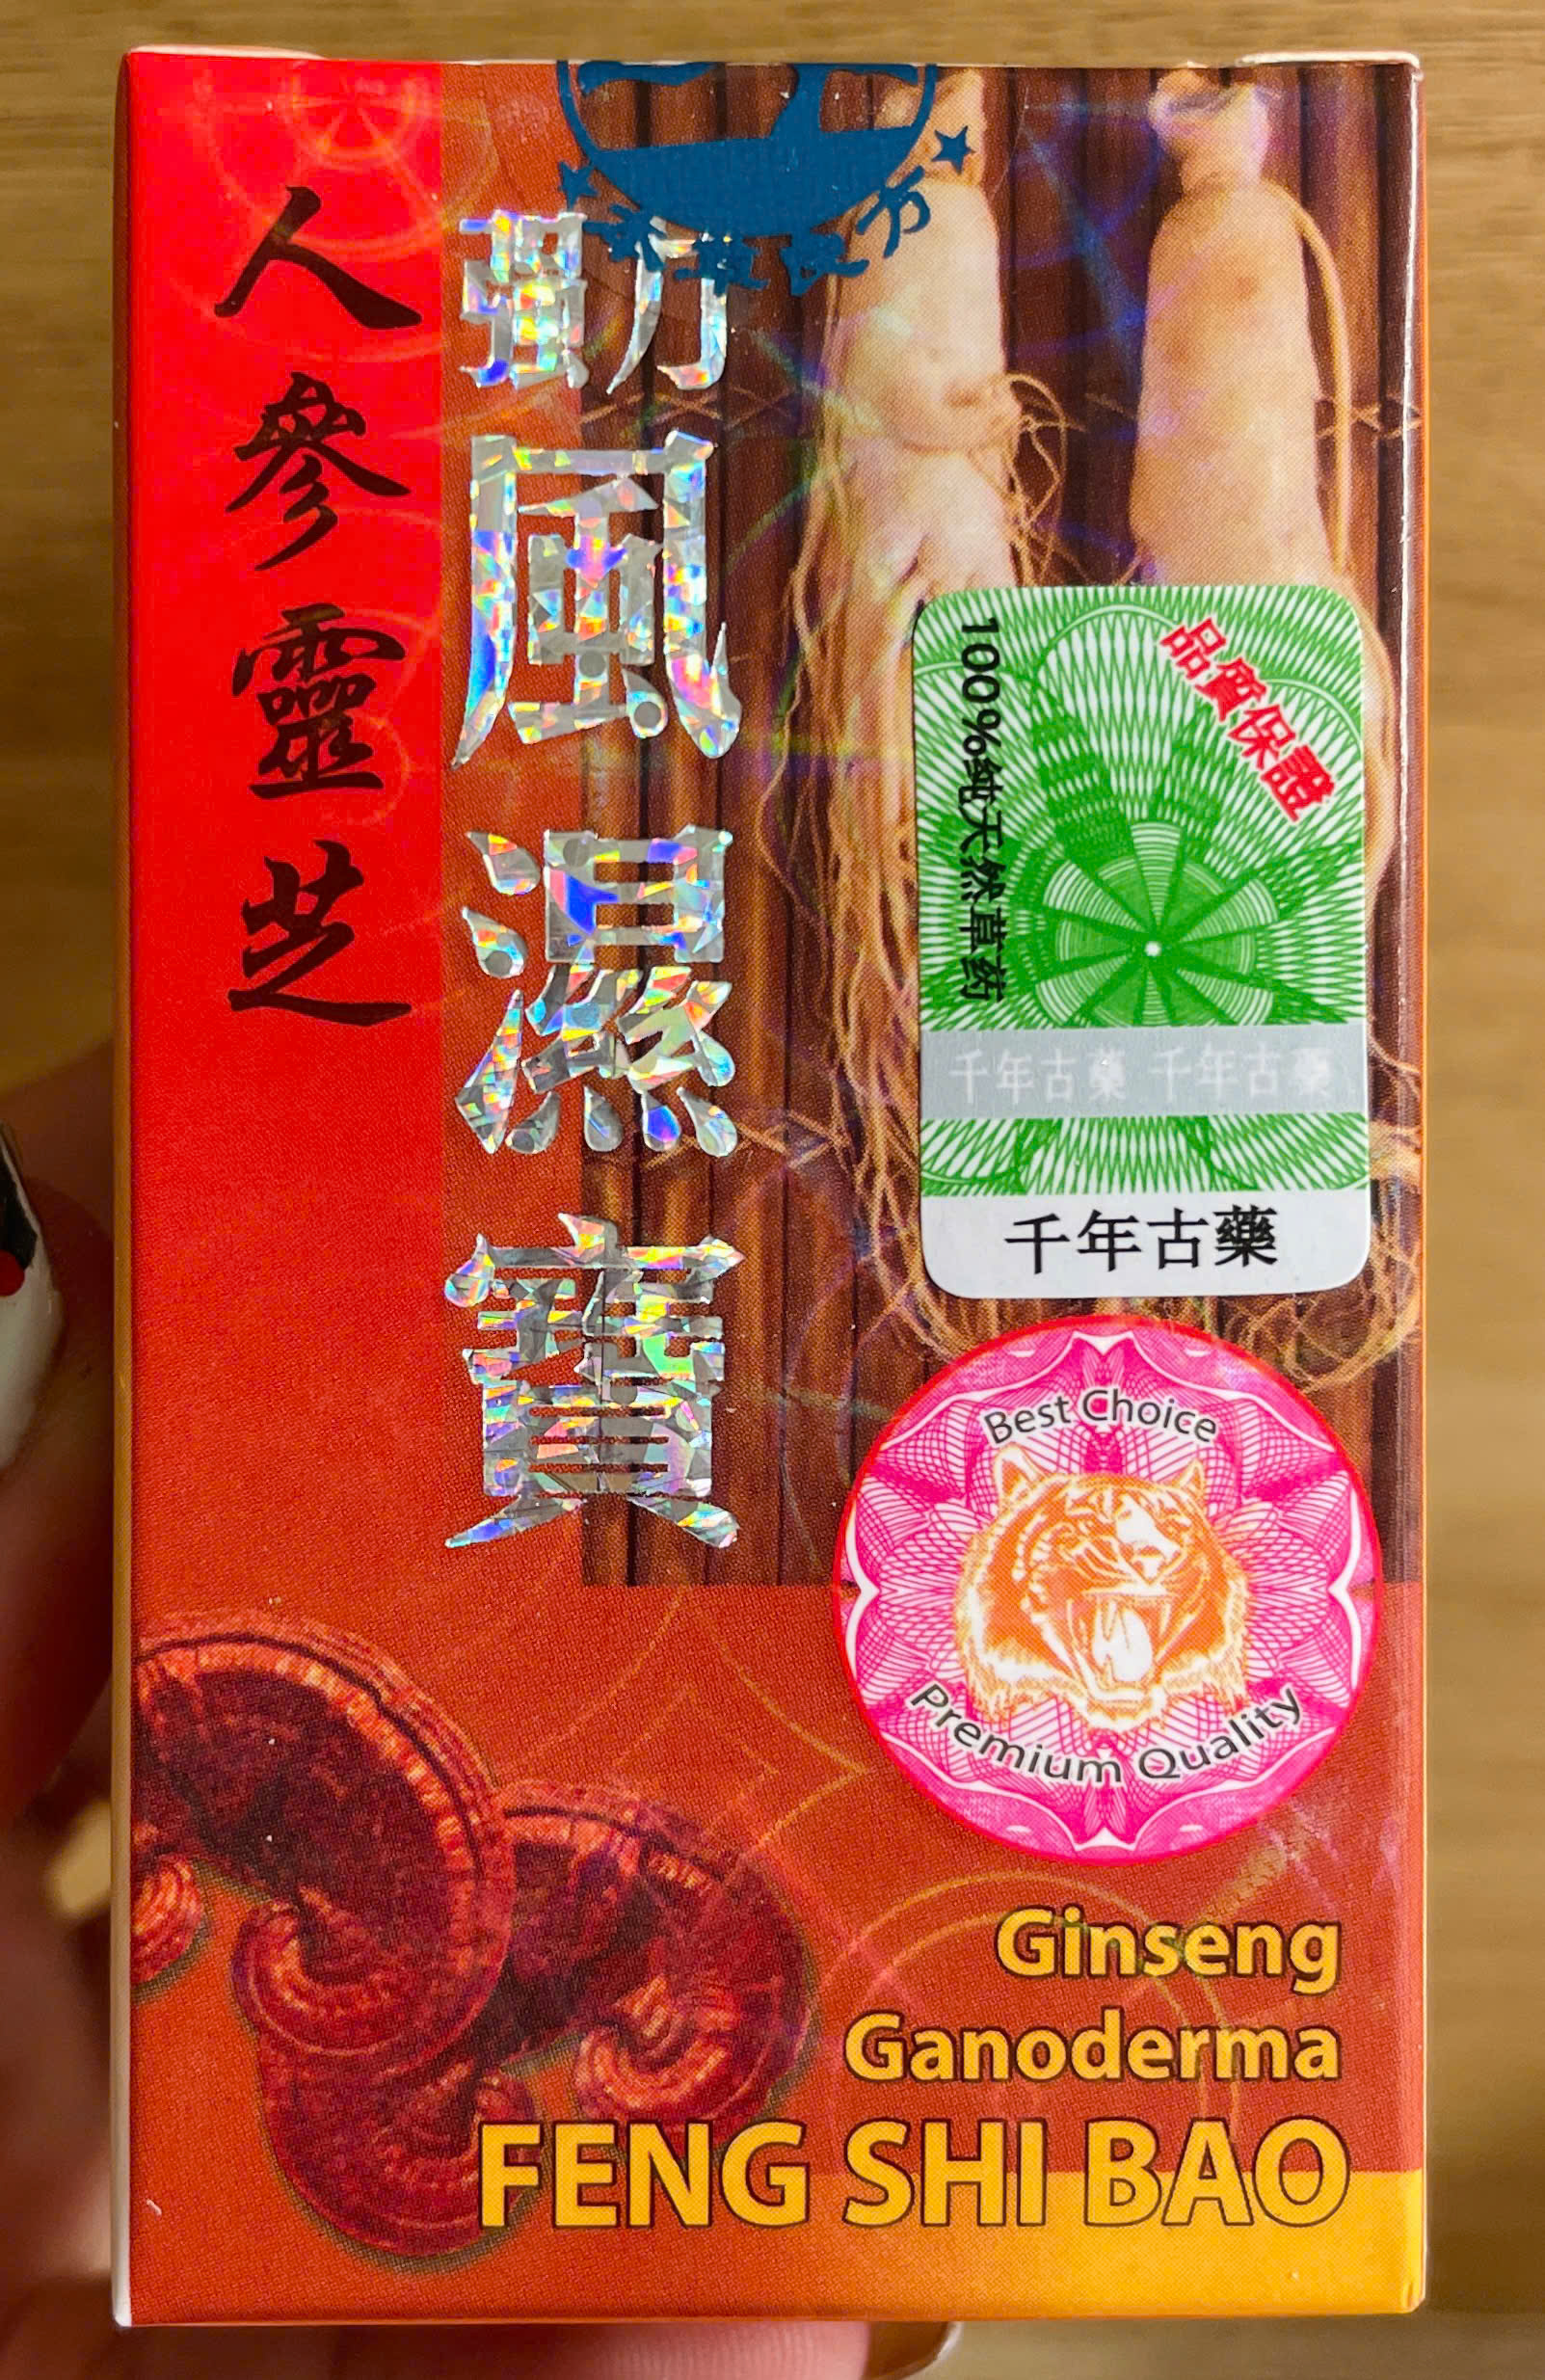 人參靈芝
強力
風濕寶
品質保證
100%純天然草药
千年古藥 千年古藥
千年古藥
Best Choice
Premium Quality
Ginseng
Ganoderma
FENG SHI BAO